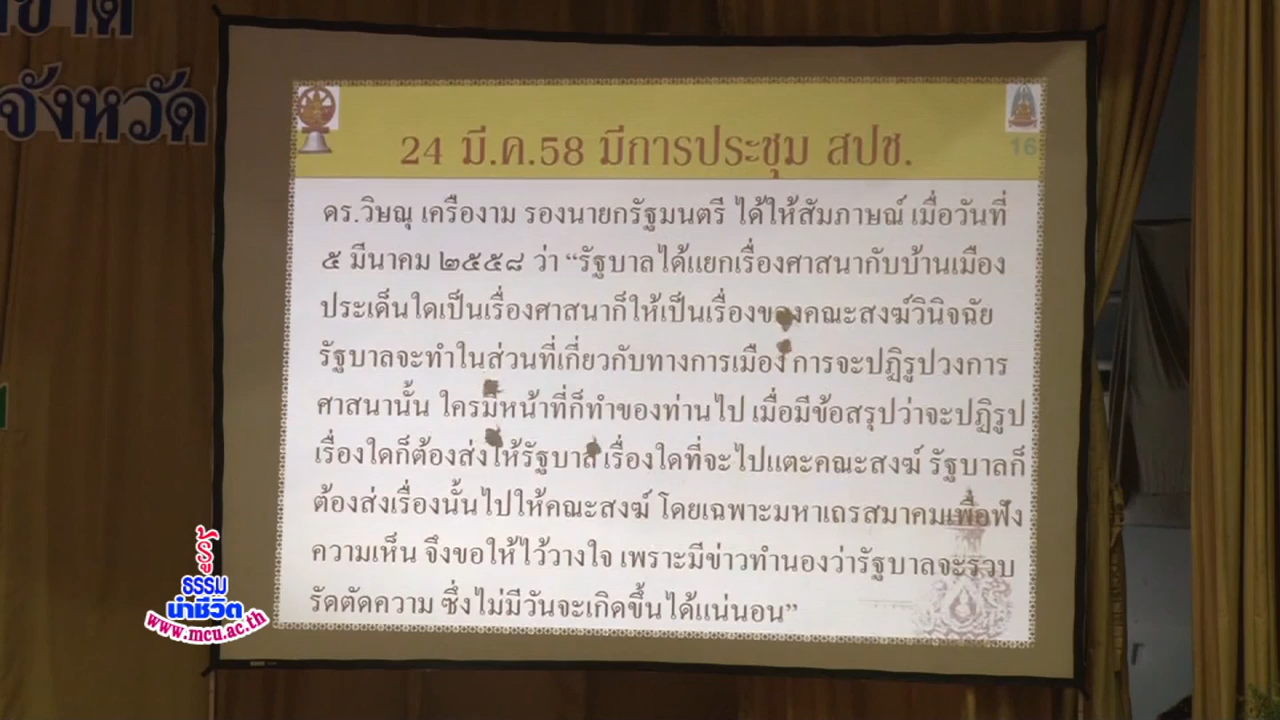 จังหวัด
24 มี.ค.58 มีการประชุม สปช.
16
ดร.วิษณุ เครืองาม รองนายกรัฐมนตรี ได้ให้สัมภาษณ์ เมื่อวันที่
๕ มีนาคม ๒๕๕๘ ว่า “รัฐบาลได้แยกเรื่องศาสนากับบ้านเมือง
ประเด็นใดเป็นเรื่องศาสนาก็ให้เป็นเรื่องของคณะสงฆ์วินิจฉัย
รัฐบาลจะทำในส่วนที่เกี่ยวกับทางการเมือง การจะปฏิรูปวงการ
ศาสนานั้น ใครมีหน้าที่ก็ทำของท่านไป เมื่อมีข้อสรุปว่าจะปฏิรูป
เรื่องใดก็ต้องส่งให้รัฐบาล เรื่องใดที่จะไปแตะคณะสงฆ์ รัฐบาลก็
ต้องส่งเรื่องนั้นไปให้คณะสงฆ์ โดยเฉพาะมหาเถรสมาคมเพื่อฟัง
ความเห็น จึงขอให้ไว้วางใจ เพราะมีข่าวทำนองว่ารัฐบาลจะรวบ
รัดตัดความ ซึ่งไม่มีวันจะเกิดขึ้นได้แน่นอน”
รู้
ธรรม
นำชีวิต
www.mcu.ac.th